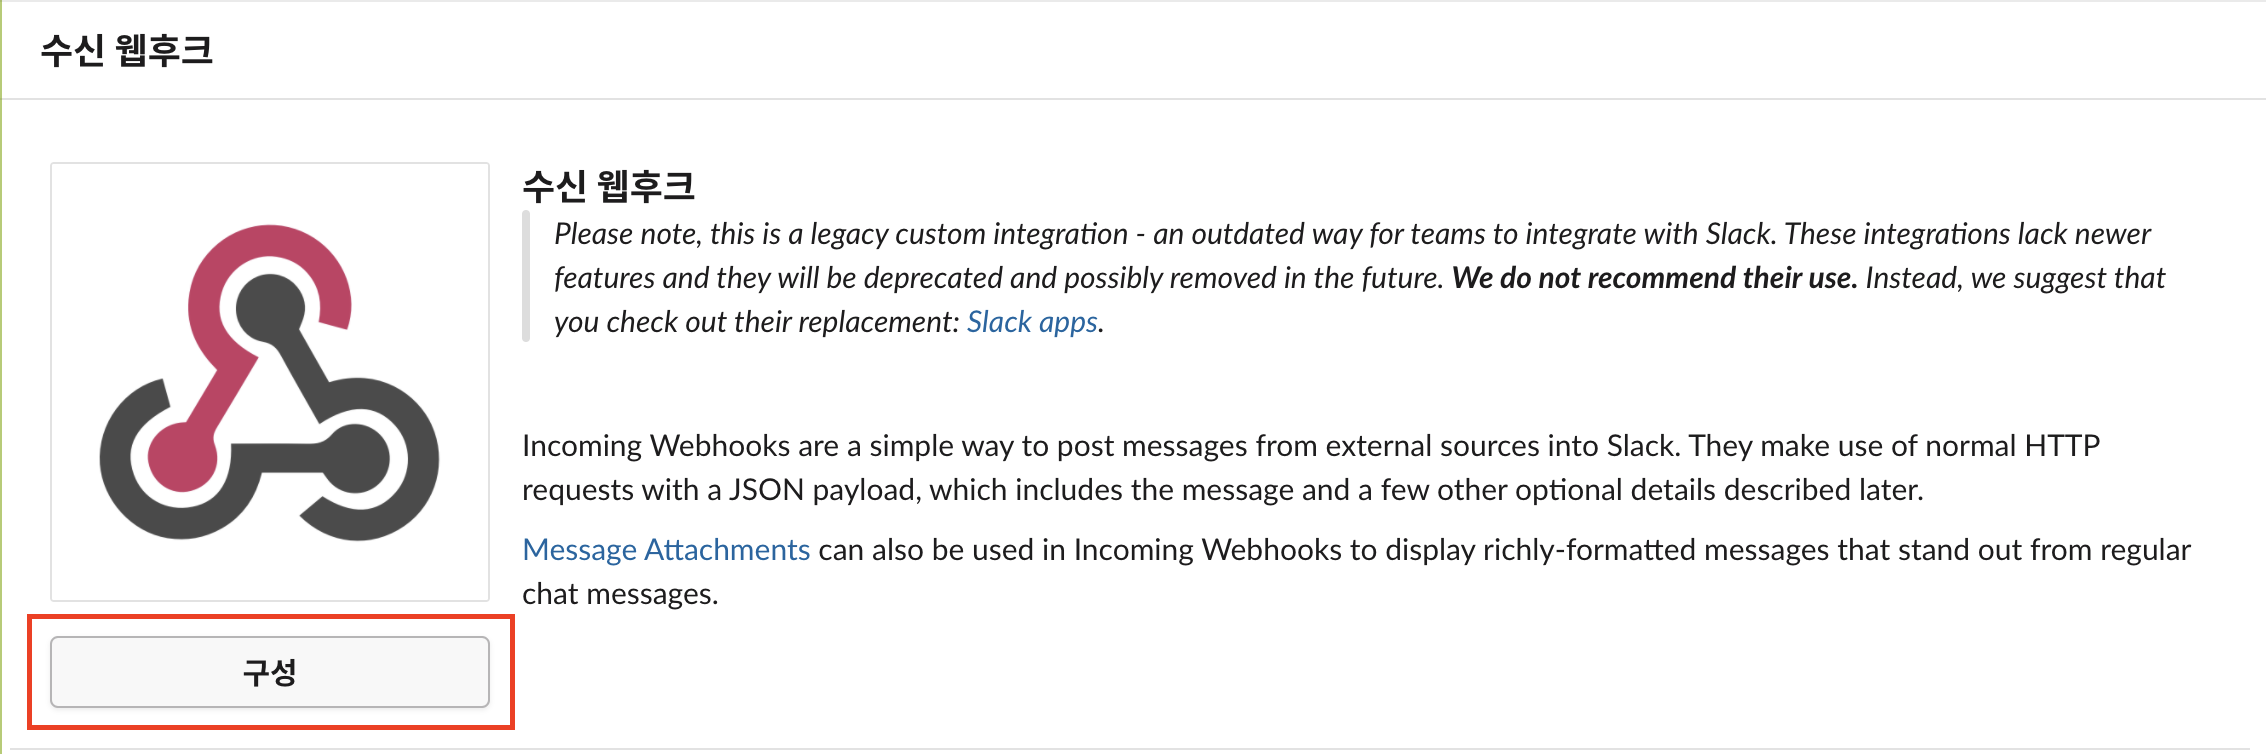 수신 웹후크
수신 웹후크
Please note, this is a legacy custom integration - an outdated way for teams to integrate with Slack. These integrations lack newer
features and they will be deprecated and possibly removed in the future. We do not recommend their use. Instead, we suggest that
you check out their replacement: Slack apps.
Incoming Webhooks are a simple way to post messages from external sources into Slack. They make use of normal HTTP
requests with a JSON payload, which includes the message and a few other optional details described later.
Message Attachments can also be used in Incoming Webhooks to display richly-formatted messages that stand out from regular
chat messages.
구성